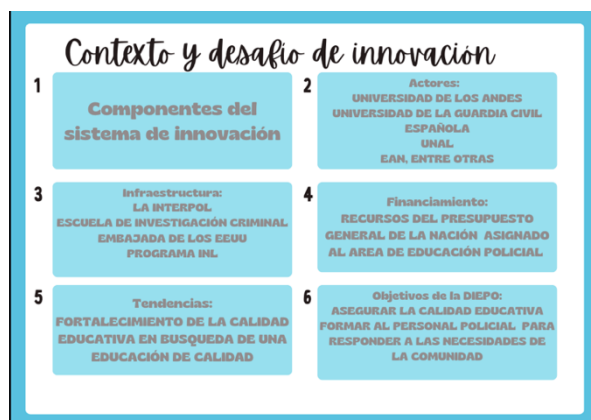 Contexto y desafío de innovación
1
Componentes del
sistema de innovación
2
Actores:
UNIVERSIDAD DE LOS ANDES
UNIVERSIDAD DE LA GUARDIA CIVIL
ESPAÑOLA
UNAL
EAN, ENTRE OTRAS
3
Infraestructura:
LA INTERPOL
ESCUELA DE INVESTIGACIÓN CRIMINAL
EMBAJADA DE LOS EEUU
PROGRAMA INL
4
Financiamiento:
RECURSOS DEL PRESUPUESTO
GENERAL DE LA NACIÓN ASIGNADO
AL AREA DE EDUCACIÓN POLICIAL
5
Tendencias:
FORTALECIMIENTO DE LA CALIDAD
EDUCATIVA EN BUSQUEDA DE UNA
EDUCACIÓN DE CALIDAD
6
Objetivos de la DIEPO:
ASEGURAR LA CALIDAD EDUCATIVA
FORMAR AL PERSONAL POLICIAL PARA
RESPONDER A LAS NECESIDADES DE
LA COMUNIDAD